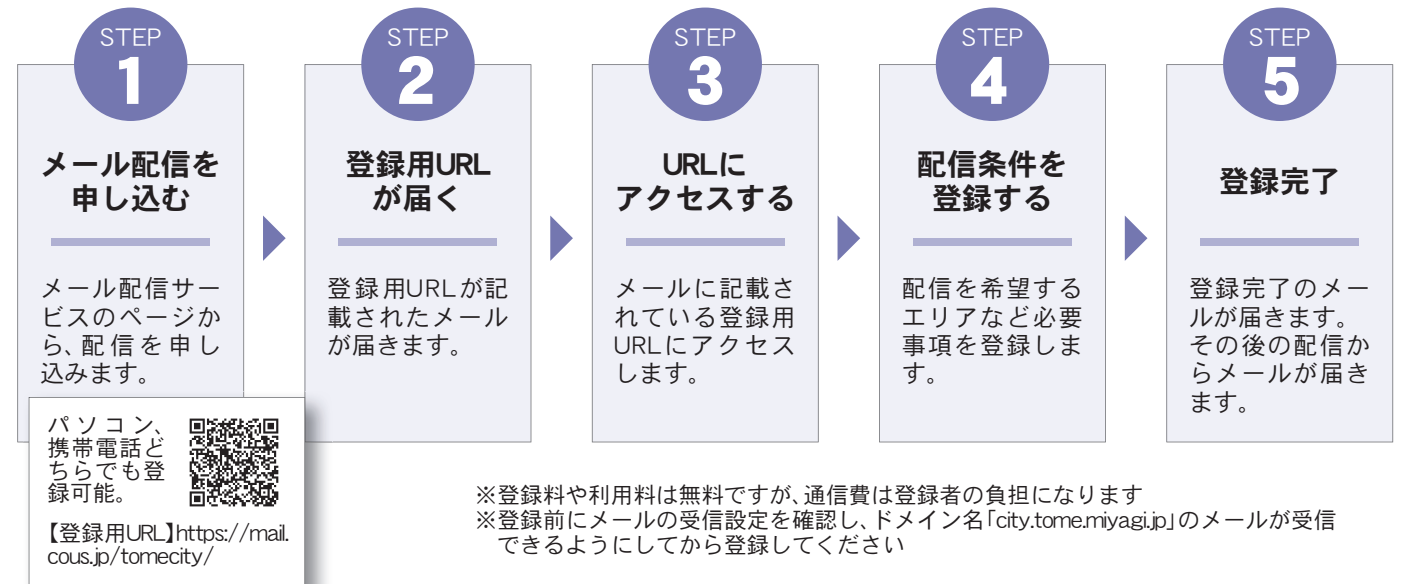 STEP
1
メール配信を
申し込む
メール配信サー
ビスのページか
ら、配信を申し
込みます。
パソコン、
携帯電話ど
ちらでも登
録可能。
【登録用URL】https://mail.
cous.jp/tomecity/
STEP
2
登録用URL
が届く
登録用URLが記
載されたメール
が届きます。
STEP
3
URLに
アクセスする
メールに記載さ
れている登録用
URLにアクセス
します。
STEP
4
配信条件を
登録する
配信を希望する
エリアなど必要
事項を登録しま
す。
STEP
5
登録完了
登録完了のメー
ルが届きます。
その後の配信か
らメールが届き
ます。
※登録料や利用料は無料ですが、通信費は登録者の負担になります
※登録前にメールの受信設定を確認し、ドメイン名「city.tome.miyagi.jp」のメールが受信
できるようにしてから登録してください